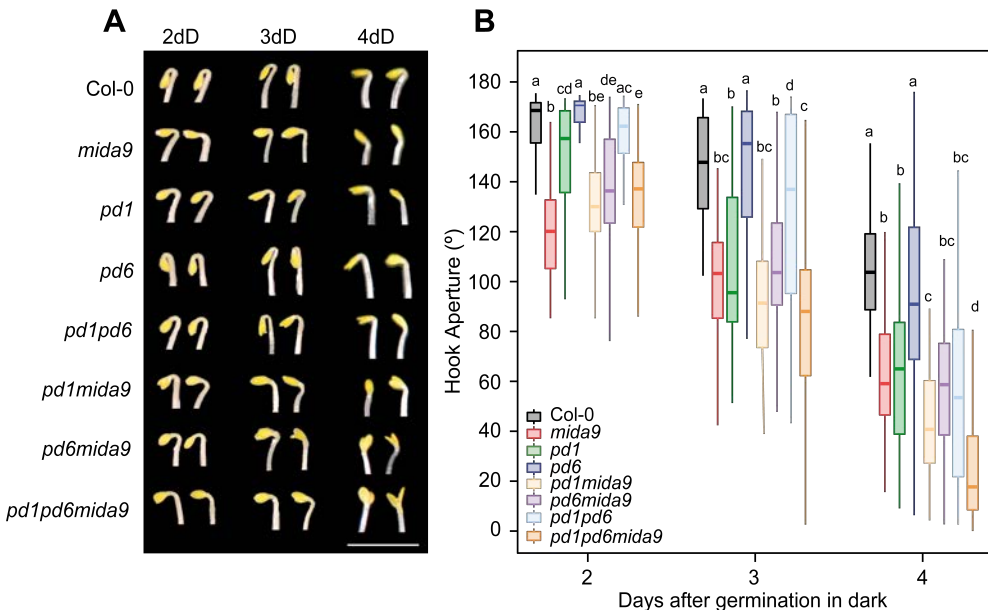 A
2dD 3dD 4dD
Col-0
mida9
pd1
pd6
pd1pd6
pd1mida9
pd6mida9
pd1pd6mida9
B
Hook Aperture (º)
180
160
140
120
100
80
60
40
20
0
a b cd a be de ac e
a bc b a bc b d c
a b b a c bc bc d
Col-0
mida9
pd1
pd6
pd1mida9
pd6mida9
pd1pd6
pd1pd6mida9
2 3 4
Days after germination in dark